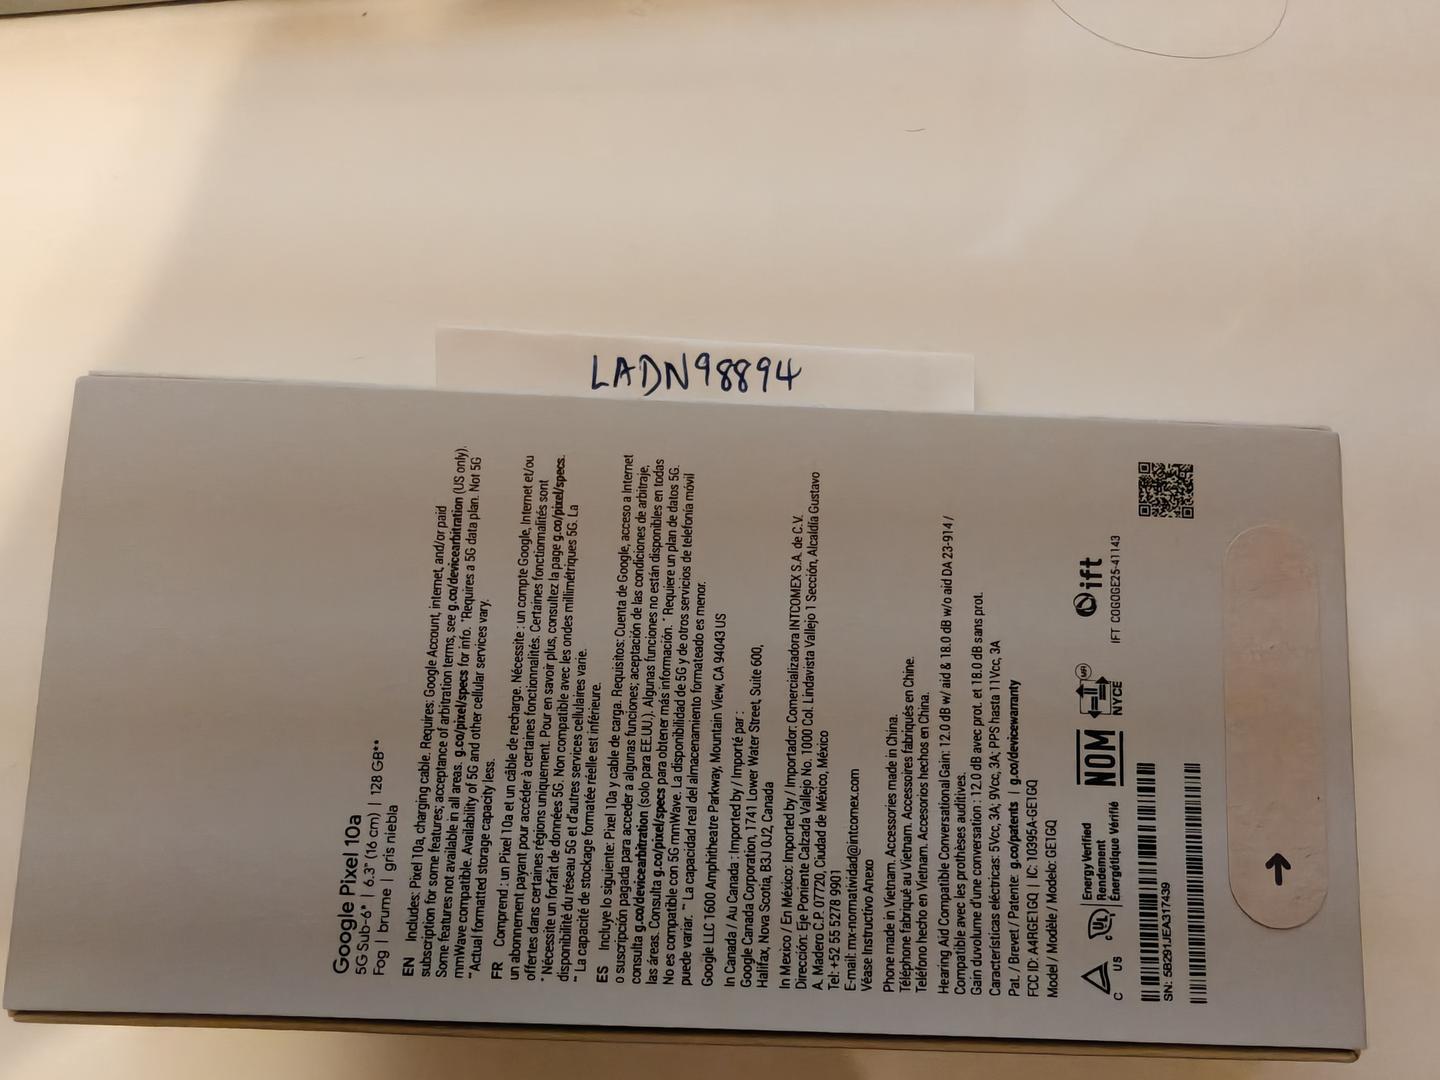 LADN98894
Google Pixel 10a
5G Sub-6* | 6.3" (16 cm) | 128 GB**
Fog | brume | gris niebla
EN Includes: Pixel 10a, charging cable. Requires: Google Account, internet, and/or paid
subscription for some features; acceptance of arbitration terms, see g.co/devicearbitration (US only).
Some features not available in all areas. g.co/pixel/specs for info. *Requires a 5G data plan. Not 5G
mmWave compatible. Availability of 5G and other cellular services vary.
**Actual formatted storage capacity less.
FR Comprend : un Pixel 10a et un câble de recharge. Nécessite : un compte Google, Internet et/ou
un abonnement payant pour accéder à certaines fonctionnalités. Certaines fonctionnalités sont
offertes dans certaines régions uniquement. Pour en savoir plus, consultez la page g.co/pixel/specs.
* Nécessite un forfait de données 5G. Non compatible avec les ondes millimétriques 5G. La
disponibilité du réseau 5G et d'autres services cellulaires varie.
** La capacité de stockage formatée réelle est inférieure.
ES Incluye lo siguiente: Pixel 10a y cable de carga. Requisitos: Cuenta de Google, acceso a Internet
o suscripción pagada para acceder a algunas funciones; aceptación de las condiciones de arbitraje,
consulta g.co/devicearbitration (solo para EE.UU.). Algunas funciones no están disponibles en todas
las áreas. Consulta g.co/pixel/specs para obtener más información. *Requiere un plan de datos 5G.
No es compatible con 5G mmWave. La disponibilidad de 5G y de otros servicios de telefonía móvil
puede variar. **La capacidad real del almacenamiento formateado es menor.
Google LLC 1600 Amphitheatre Parkway, Mountain View, CA 94043 US
In Canada / Au Canada : Imported by / Importé par :
Google Canada Corporation, 1741 Lower Water Street, Suite 600,
Halifax, Nova Scotia, B3J 0J2, Canada
In Mexico / En México: Imported by / Importador: Comercializadora INTCOMEX S.A. de C.V.
Dirección: Eje Poniente Calzada Vallejo No. 1000 Col. Lindavista Vallejo 1 Sección, Alcaldía Gustavo
A. Madero C.P. 07720, Ciudad de México, México
Tel: +52 55 5278 9901
E-mail: mx-normatividad@intcomex.com
Véase Instructivo Anexo
Phone made in Vietnam. Accessories made in China.
Téléphone fabriqué au Vietnam. Accessoires fabriqués en Chine.
Teléfono hecho en Vietnam. Accesorios hechos en China.
Hearing Aid Compatible Conversational Gain: 12.0 dB w/ aid & 18.0 dB w/o aid DA 23-914 /
Compatible avec les prothèses auditives.
Gain duvolume d'une conversation : 12.0 dB avec prot. et 18.0 dB sans prot.
Características eléctricas: 5Vcc, 3A; 9Vcc, 3A; PPS hasta 11Vcc, 3A
Pat. / Brevet / Patente: g.co/patents | g.co/devicewarranty
FCC ID: A4RGE1GQ | IC: 10395A-GE1GQ
Model / Modèle / Modelo: GE1GQ
C US
UL
Energy Verified
Rendement
Énergétique Vérifié
NOM
NYCE
ift
IFT COGOGE25-41143
SN: 5B291JEA317439